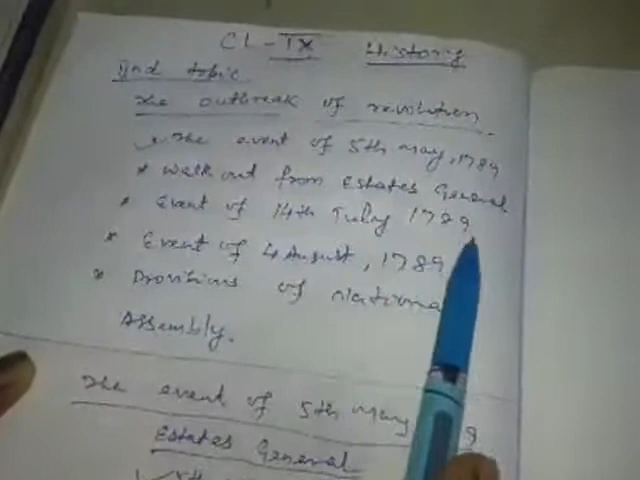 CL-IX History
IInd topic
The outbreak of revolution.
✓ The event of 5th May, 1789
* Walk out from Estates General
* Event of 14th July 1789
* Event of 4 August, 1789
* Provisions of National
Assembly.
The event of 5th May 9
Estates General